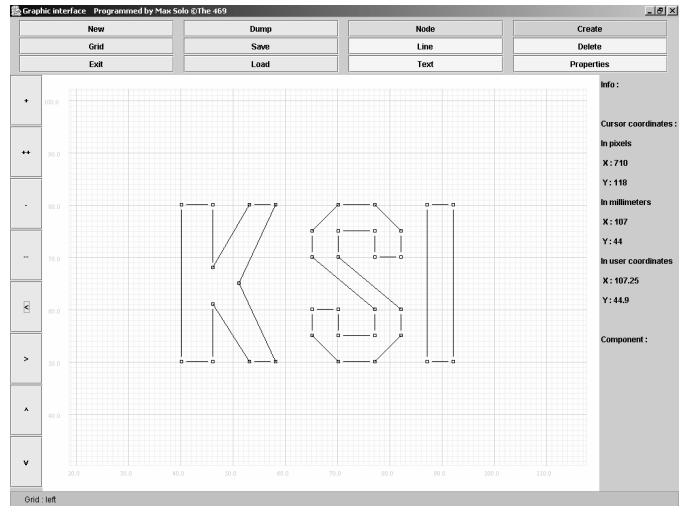 Graphic interface Programmed by Max Solo ©The 469
New Dump Node Create
Grid Save Line Delete
Exit Load Text Properties
Info :
+
100.0
Cursor coordinates :
In pixels
++
90.0
X : 710
Y : 118
-
80.0
In millimeters
X : 107
Y : 44
--
70.0
In user coordinates
X : 107.25
Y : 44.9
<
60.0
KSI
Component :
>
50.0
^
40.0
v
20.0 30.0 40.0 50.0 60.0 70.0 80.0 90.0 100.0 110.0
Grid : left